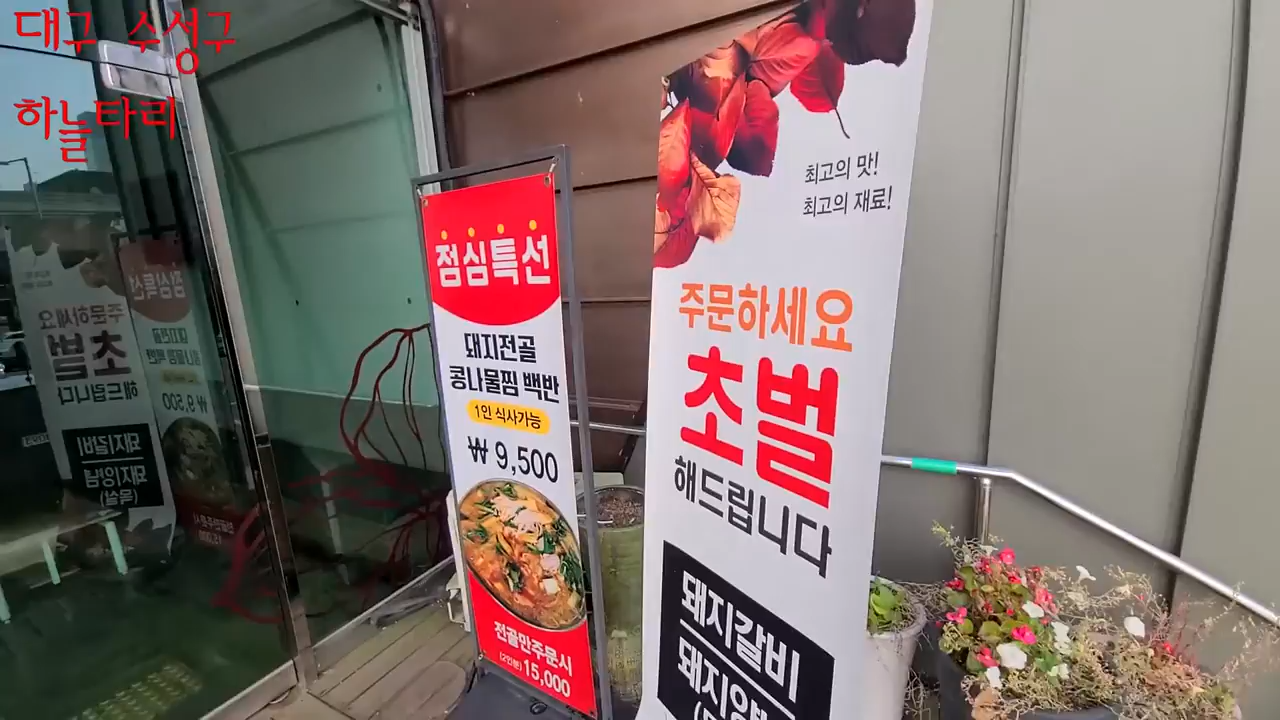 대구 수성구
하늘타리
점심특선
돼지전골
콩나물찜 백반
1인 식사가능
₩ 9,500
전골만주문시
(2인분) 15,000
최고의 맛!
최고의 재료!
주문하세요
초벌
해드립니다
돼지갈비